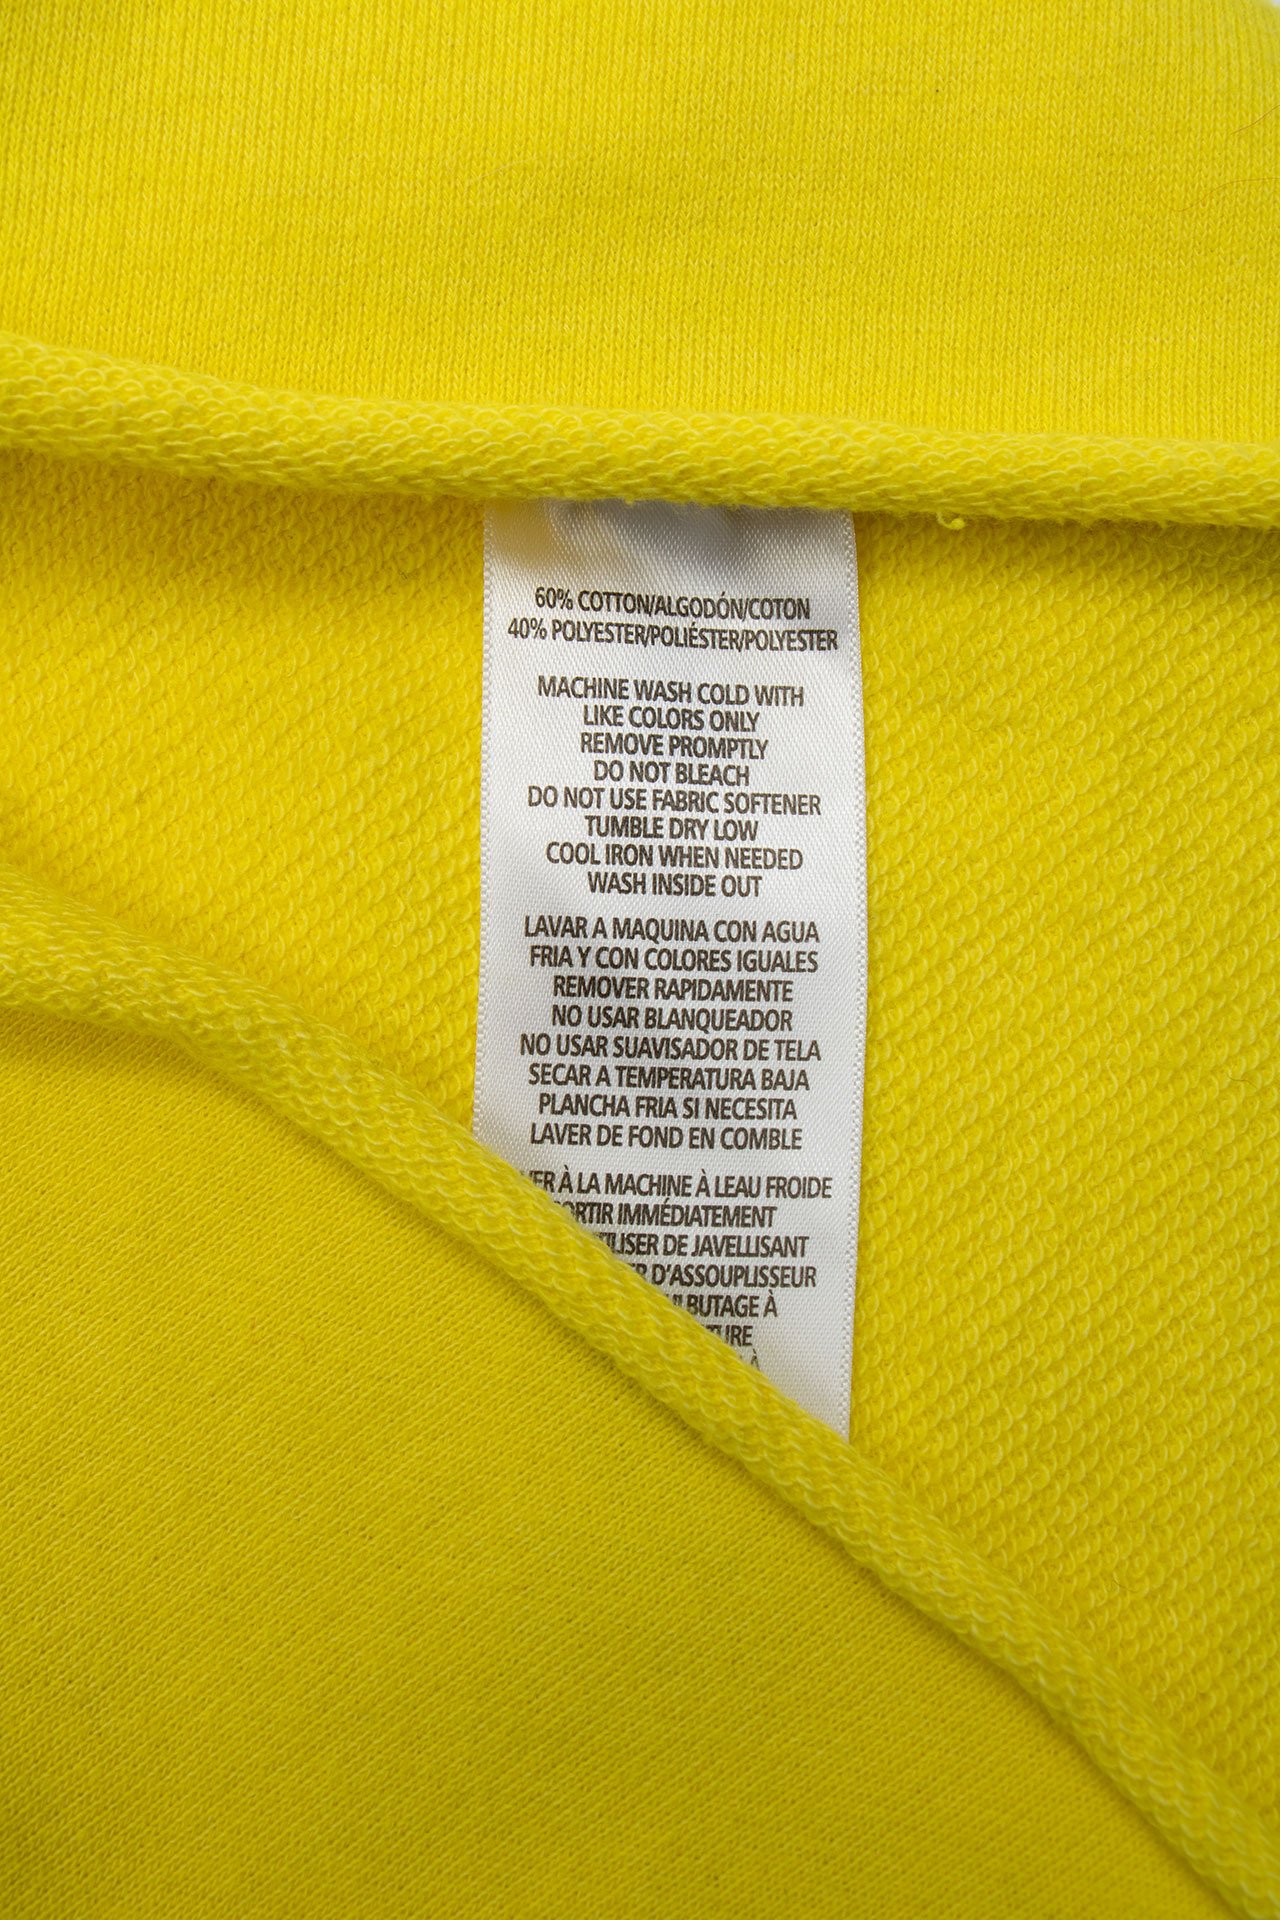 60% COTTON/ALGODÓN/COTON
40% POLYESTER/POLIÉSTER/POLYESTER
MACHINE WASH COLD WITH
LIKE COLORS ONLY
REMOVE PROMPTLY
DO NOT BLEACH
DO NOT USE FABRIC SOFTENER
TUMBLE DRY LOW
COOL IRON WHEN NEEDED
WASH INSIDE OUT
LAVAR A MAQUINA CON AGUA
FRIA Y CON COLORES IGUALES
REMOVER RAPIDAMENTE
NO USAR BLANQUEADOR
NO USAR SUAVISADOR DE TELA
SECAR A TEMPERATURA BAJA
PLANCHA FRIA SI NECESITA
LAVER DE FOND EN COMBLE
À LA MACHINE À LEAU FROIDE
IMMÉDIATEMENT
DE JAVELLISANT
D'ASSOUPLISSEUR
BUTAGE À
À